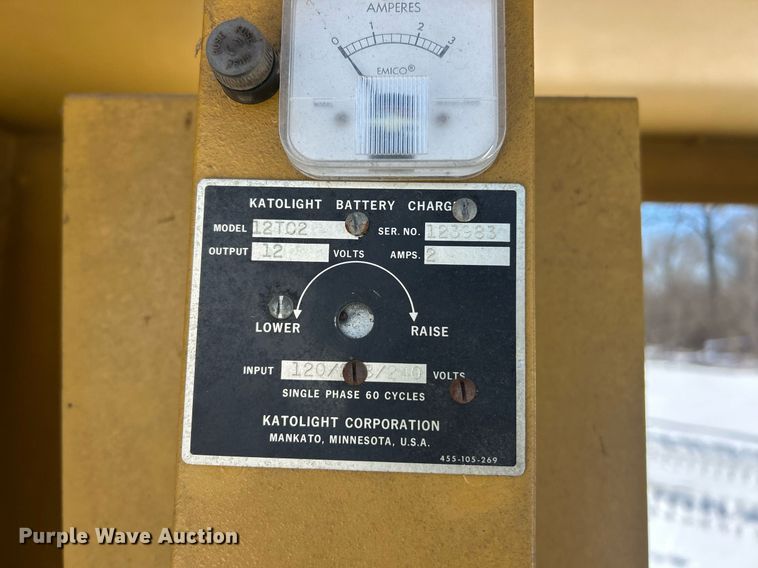 AMPERES
0 1 2 3
EMICO®
MODEL
KATOLIGHT BATTERY
MODEL 12TC2 SER. NO. 123983
OUTPUT 12 VOLTS AMPS. 2
LOWER RAISE
INPUT VOLTS
SINGLE PHASE 60 CYCLES
KATOLIGHT CORPORATION
MANKATO, MINNESOTA, U.S.A.
455-105-269
Purple Wave Auction